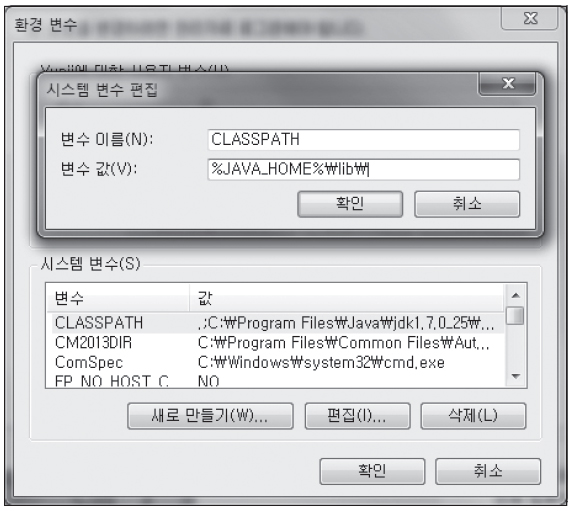 환경 변수
시스템 변수 편집
변수 이름(N):
CLASSPATH
변수 값(V):
%JAVA_HOME%₩lib₩
확인
취소
시스템 변수(S)
변수 값
CLASSPATH .;C:₩Program Files₩Java₩jdk1.7.0_25₩...
CM2013DIR C:₩Program Files₩Common Files₩Aut...
ComSpec C:₩Windows₩system32₩cmd.exe
FP_NO_HOST_C... NO
새로 만들기(W)...
편집(I)...
삭제(L)
확인
취소